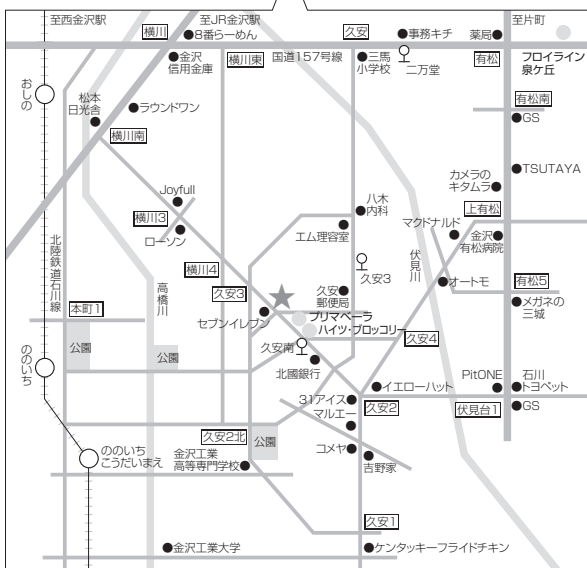 至西金沢駅
至JR金沢駅
至片町
横川
8番らーめん
久安
事務キチ
薬局
金沢
信用金庫
横川東
国道157号線
三馬
小学校
二万堂
有松
フロイライン
泉ケ丘
おしの
松本
日光舎
ラウンドワン
有松南
GS
横川南
TSUTAYA
カメラの
キタムラ
Joyfull
八木
内科
上有松
横川3
ローソン
エム理容室
マクドナルド
金沢
有松病院
北陸鉄道石川線
高橋川
横川4
久安3
久安3
伏見川
オートモ
有松5
久安
郵便局
メガネの
三城
本町1
セブンイレブン
プリマベーラ
ハイツ・ブロッコリー
公園
公園
久安南
久安4
ののいち
北國銀行
イエローハット
PitONE
石川
トヨペット
31アイス
マルエー
久安2
伏見台1
GS
久安2北
公園
ののいち
こうだいまえ
金沢工業
高等専門学校
コメヤ
吉野家
久安1
金沢工業大学
ケンタッキーフライドチキン